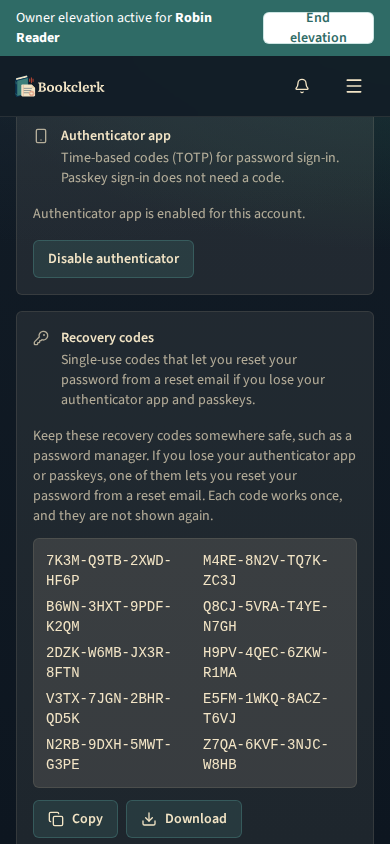 Owner elevation active for Robin
Reader
End
elevation
Bookclerk
Authenticator app
Time-based codes (TOTP) for password sign-in.
Passkey sign-in does not need a code.
Authenticator app is enabled for this account.
Disable authenticator
Recovery codes
Single-use codes that let you reset your
password from a reset email if you lose your
authenticator app and passkeys.
Keep these recovery codes somewhere safe, such as a
password manager. If you lose your authenticator app
or passkeys, one of them lets you reset your
password from a reset email. Each code works once,
and they are not shown again.
7K3M-Q9TB-2XWD-
HF6P
M4RE-8N2V-TQ7K-
ZC3J
B6WN-3HXT-9PDF-
K2QM
Q8CJ-5VRA-T4YE-
N7GH
2DZK-W6MB-JX3R-
8FTN
H9PV-4QEC-6ZKW-
R1MA
V3TX-7JGN-2BHR-
QD5K
E5FM-1WKQ-8ACZ-
T6VJ
N2RB-9DXH-5MWT-
G3PE
Z7QA-6KVF-3NJC-
W8HB
Copy
Download